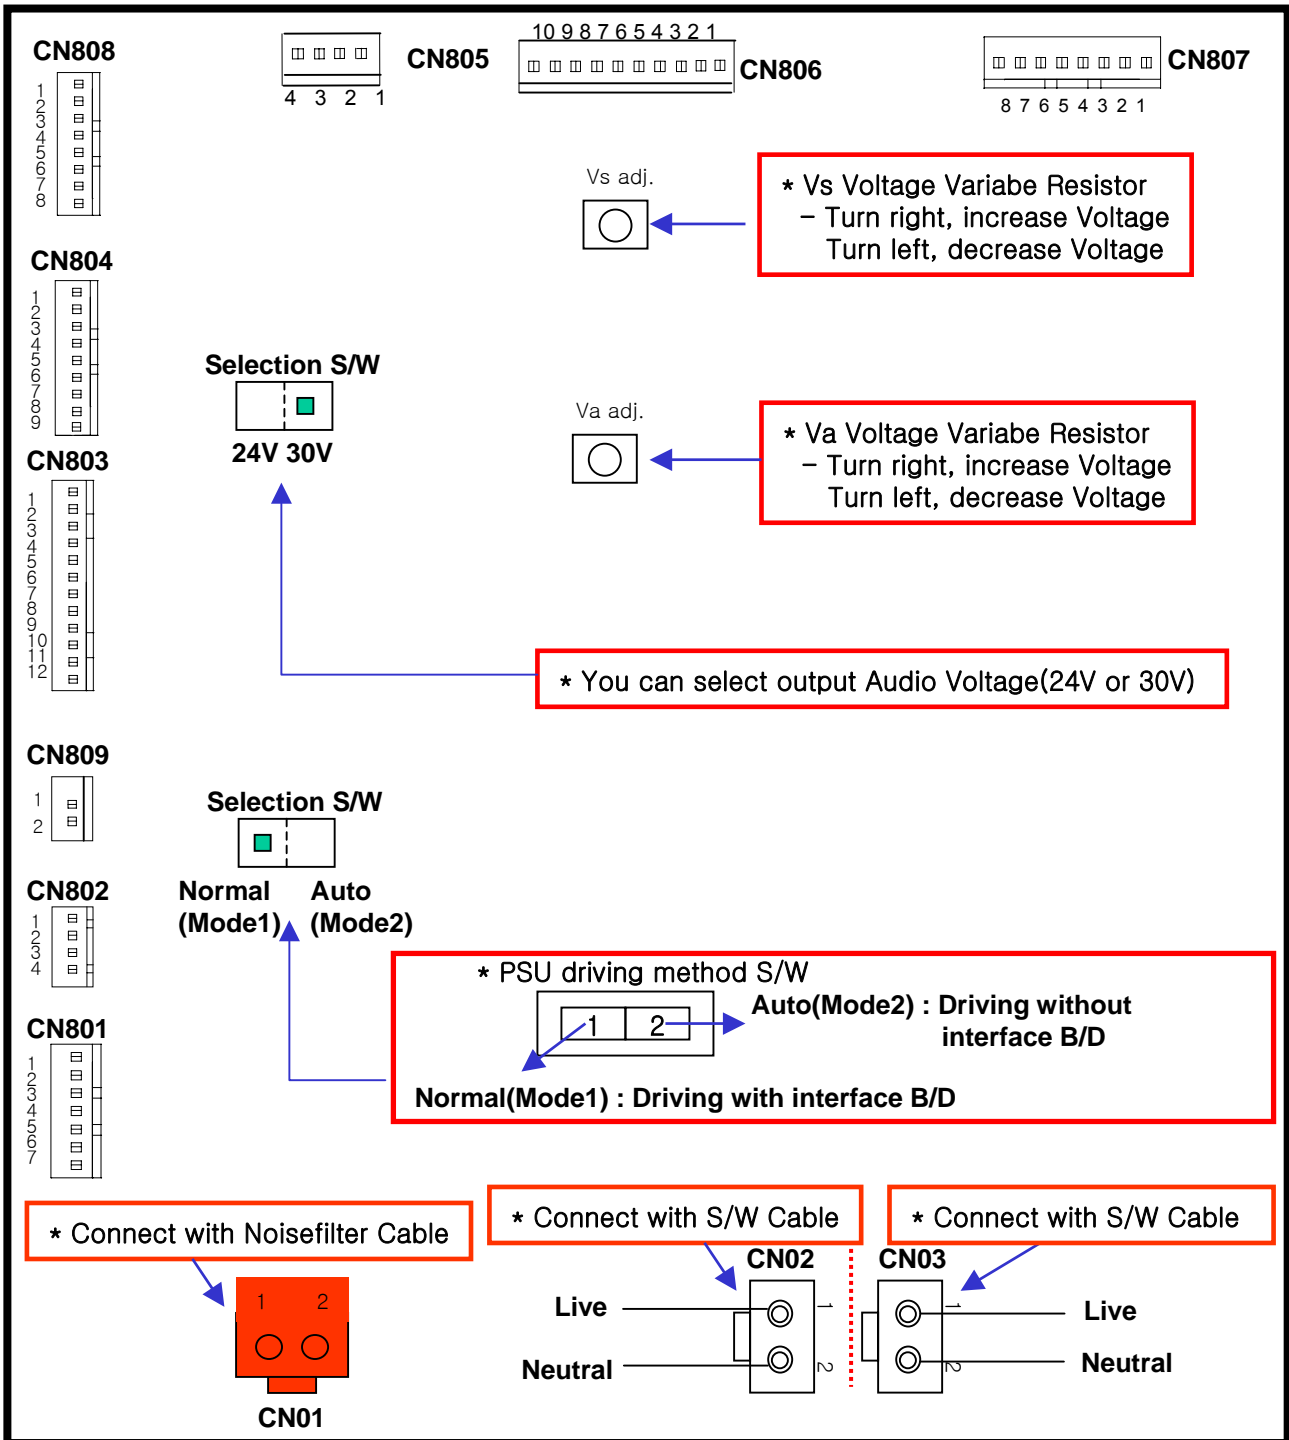 CN808
1
2
3
4
5
6
7
8
CN805
4 3 2 1
10 9 8 7 6 5 4 3 2 1
CN806
CN807
8 7 6 5 4 3 2 1
Vs adj.
* Vs Voltage Variabe Resistor
- Turn right, increase Voltage
Turn left, decrease Voltage
CN804
1
2
3
4
5
6
7
8
9
Selection S/W
24V 30V
Va adj.
* Va Voltage Variabe Resistor
- Turn right, increase Voltage
Turn left, decrease Voltage
CN803
1
2
3
4
5
6
7
8
9
10
11
12
* You can select output Audio Voltage(24V or 30V)
CN809
1
2
Selection S/W
Normal Auto
(Mode1) (Mode2)
CN802
1
2
3
4
* PSU driving method S/W
1 2
Auto(Mode2) : Driving without
interface B/D
Normal(Mode1) : Driving with interface B/D
CN801
1
2
3
4
5
6
7
* Connect with Noisefilter Cable
1 2
CN01
* Connect with S/W Cable
CN02
Live
1
Neutral
2
* Connect with S/W Cable
CN03
1
Live
2
Neutral